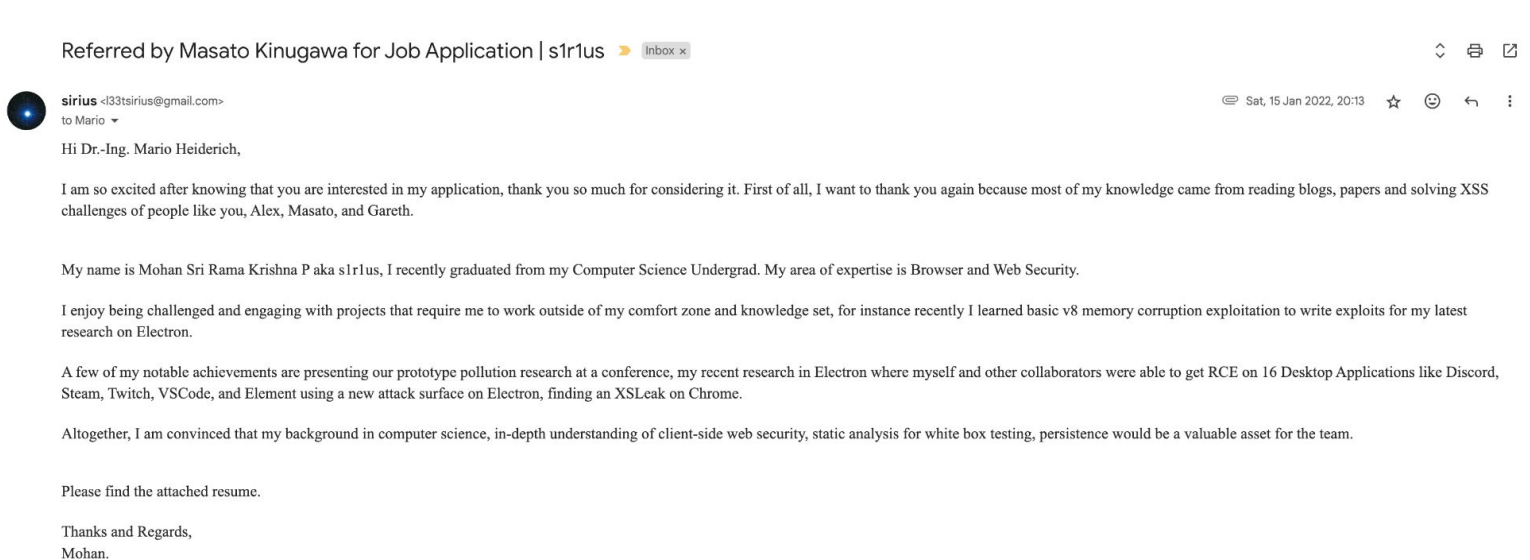 Referred by Masato Kinugawa for Job Application | s1r1us
Inbox ×
sirius <l33tsirius@gmail.com>
Sat, 15 Jan 2022, 20:13
to Mario
Hi Dr.-Ing. Mario Heiderich,
I am so excited after knowing that you are interested in my application, thank you so much for considering it. First of all, I want to thank you again because most of my knowledge came from reading blogs, papers and solving XSS
challenges of people like you, Alex, Masato, and Gareth.
My name is Mohan Sri Rama Krishna P aka s1r1us, I recently graduated from my Computer Science Undergrad. My area of expertise is Browser and Web Security.
I enjoy being challenged and engaging with projects that require me to work outside of my comfort zone and knowledge set, for instance recently I learned basic v8 memory corruption exploitation to write exploits for my latest
research on Electron.
A few of my notable achievements are presenting our prototype pollution research at a conference, my recent research in Electron where myself and other collaborators were able to get RCE on 16 Desktop Applications like Discord,
Steam, Twitch, VSCode, and Element using a new attack surface on Electron, finding an XSLeak on Chrome.
Altogether, I am convinced that my background in computer science, in-depth understanding of client-side web security, static analysis for white box testing, persistence would be a valuable asset for the team.
Please find the attached resume.
Thanks and Regards,
Mohan.